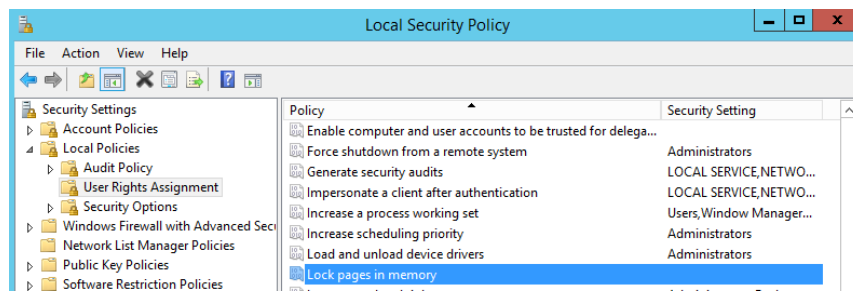 Local Security Policy
File Action View Help
Security Settings
Account Policies
Local Policies
Audit Policy
User Rights Assignment
Security Options
Windows Firewall with Advanced Secu
Network List Manager Policies
Public Key Policies
Software Restriction Policies
Policy Security Setting
Enable computer and user accounts to be trusted for delega...
Force shutdown from a remote system Administrators
Generate security audits LOCAL SERVICE,NETWO...
Impersonate a client after authentication LOCAL SERVICE,NETWO...
Increase a process working set Users,Window Manager...
Increase scheduling priority Administrators
Load and unload device drivers Administrators
Lock pages in memory